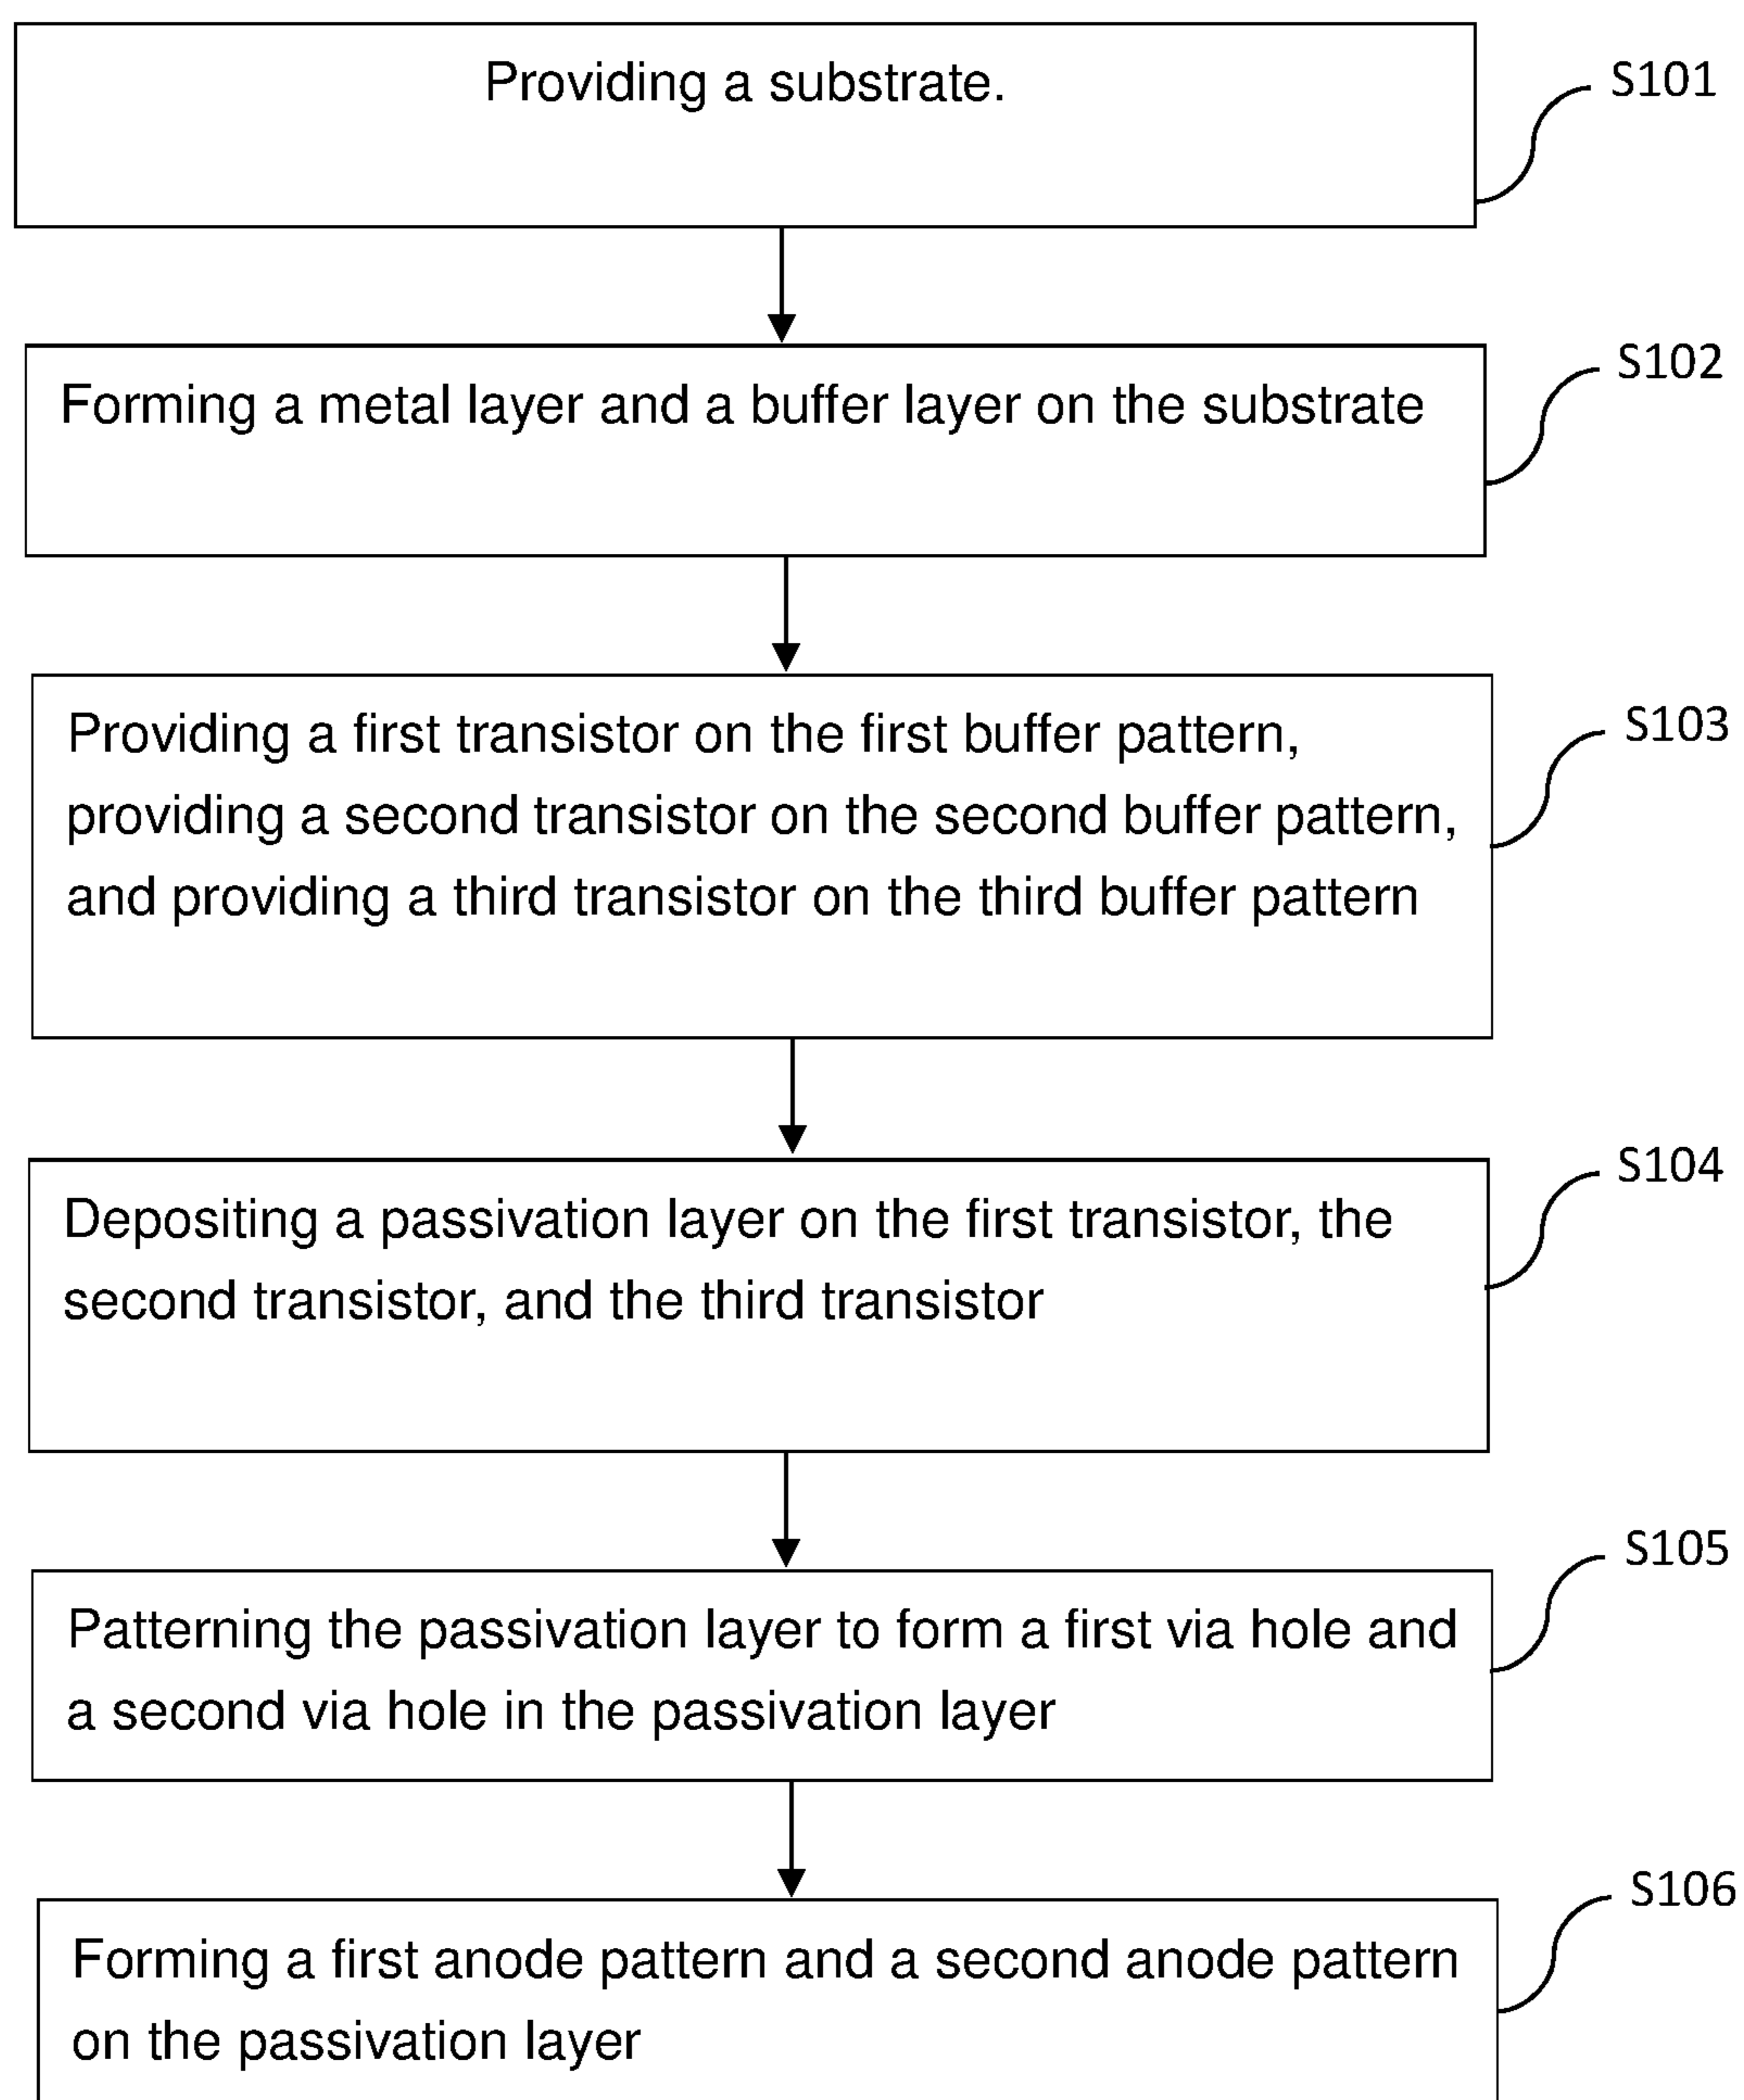 Providing a substrate.
S101
Forming a metal layer and a buffer layer on the substrate
S102
Providing a first transistor on the first buffer pattern,
providing a second transistor on the second buffer pattern,
and providing a third transistor on the third buffer pattern
S103
Depositing a passivation layer on the first transistor, the
second transistor, and the third transistor
S104
Patterning the passivation layer to form a first via hole and
a second via hole in the passivation layer
S105
Forming a first anode pattern and a second anode pattern
on the passivation layer
S106